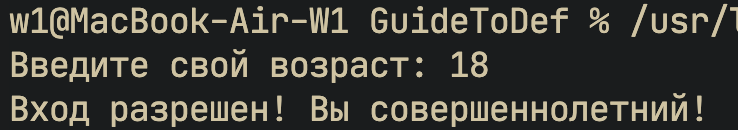 w1@MacBook-Air-W1 GuideToDef % /usr/
Введите свой возраст: 18
Вход разрешен! Вы совершеннолетний!